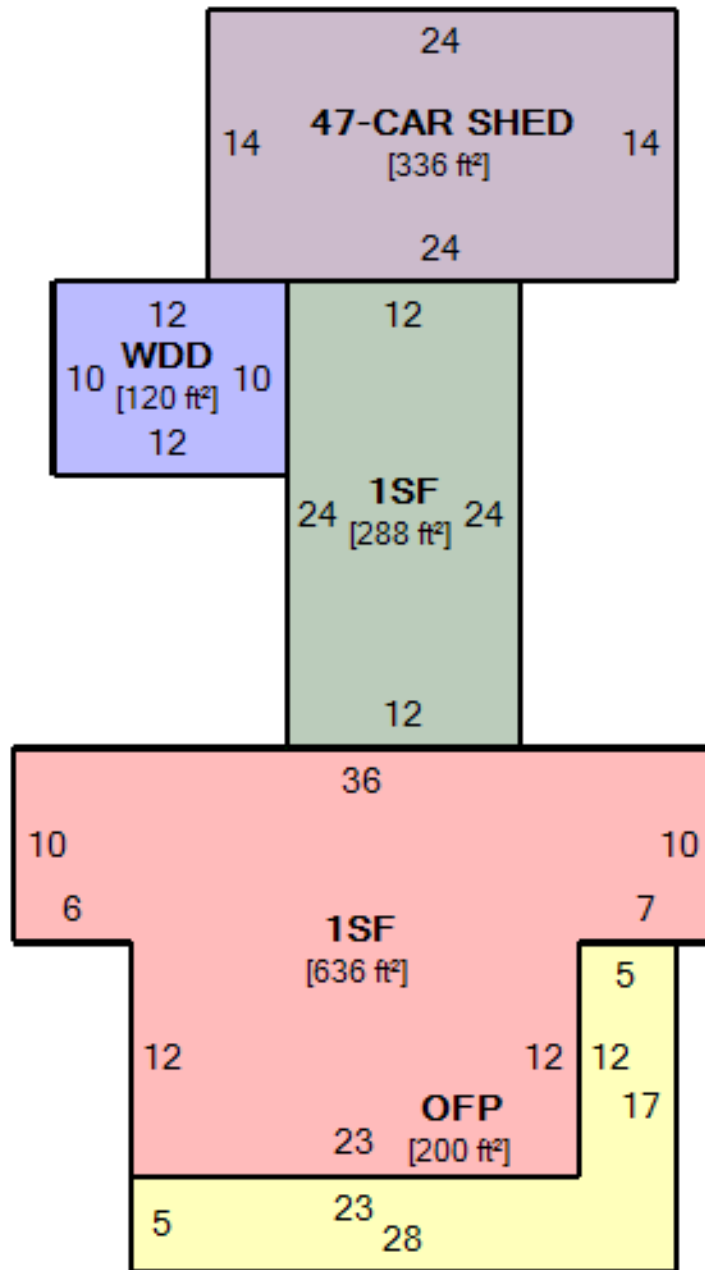 24
47-CAR SHED
14 14
[336 ft²]
24
12 12
WDD
10 10
[120 ft²]
12
1SF
24 24
[288 ft²]
12
36
10 10
6 7
1SF
[636 ft²]
5
12 12 12
17
OFP
23 [200 ft²]
5 23
28